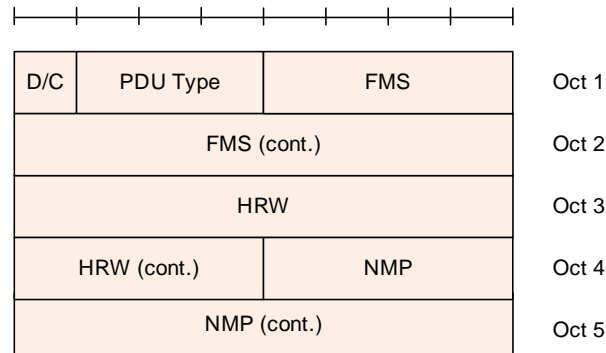 D/C PDU Type FMS Oct 1
FMS (cont.) Oct 2
HRW Oct 3
HRW (cont.) NMP Oct 4
NMP (cont.) Oct 5